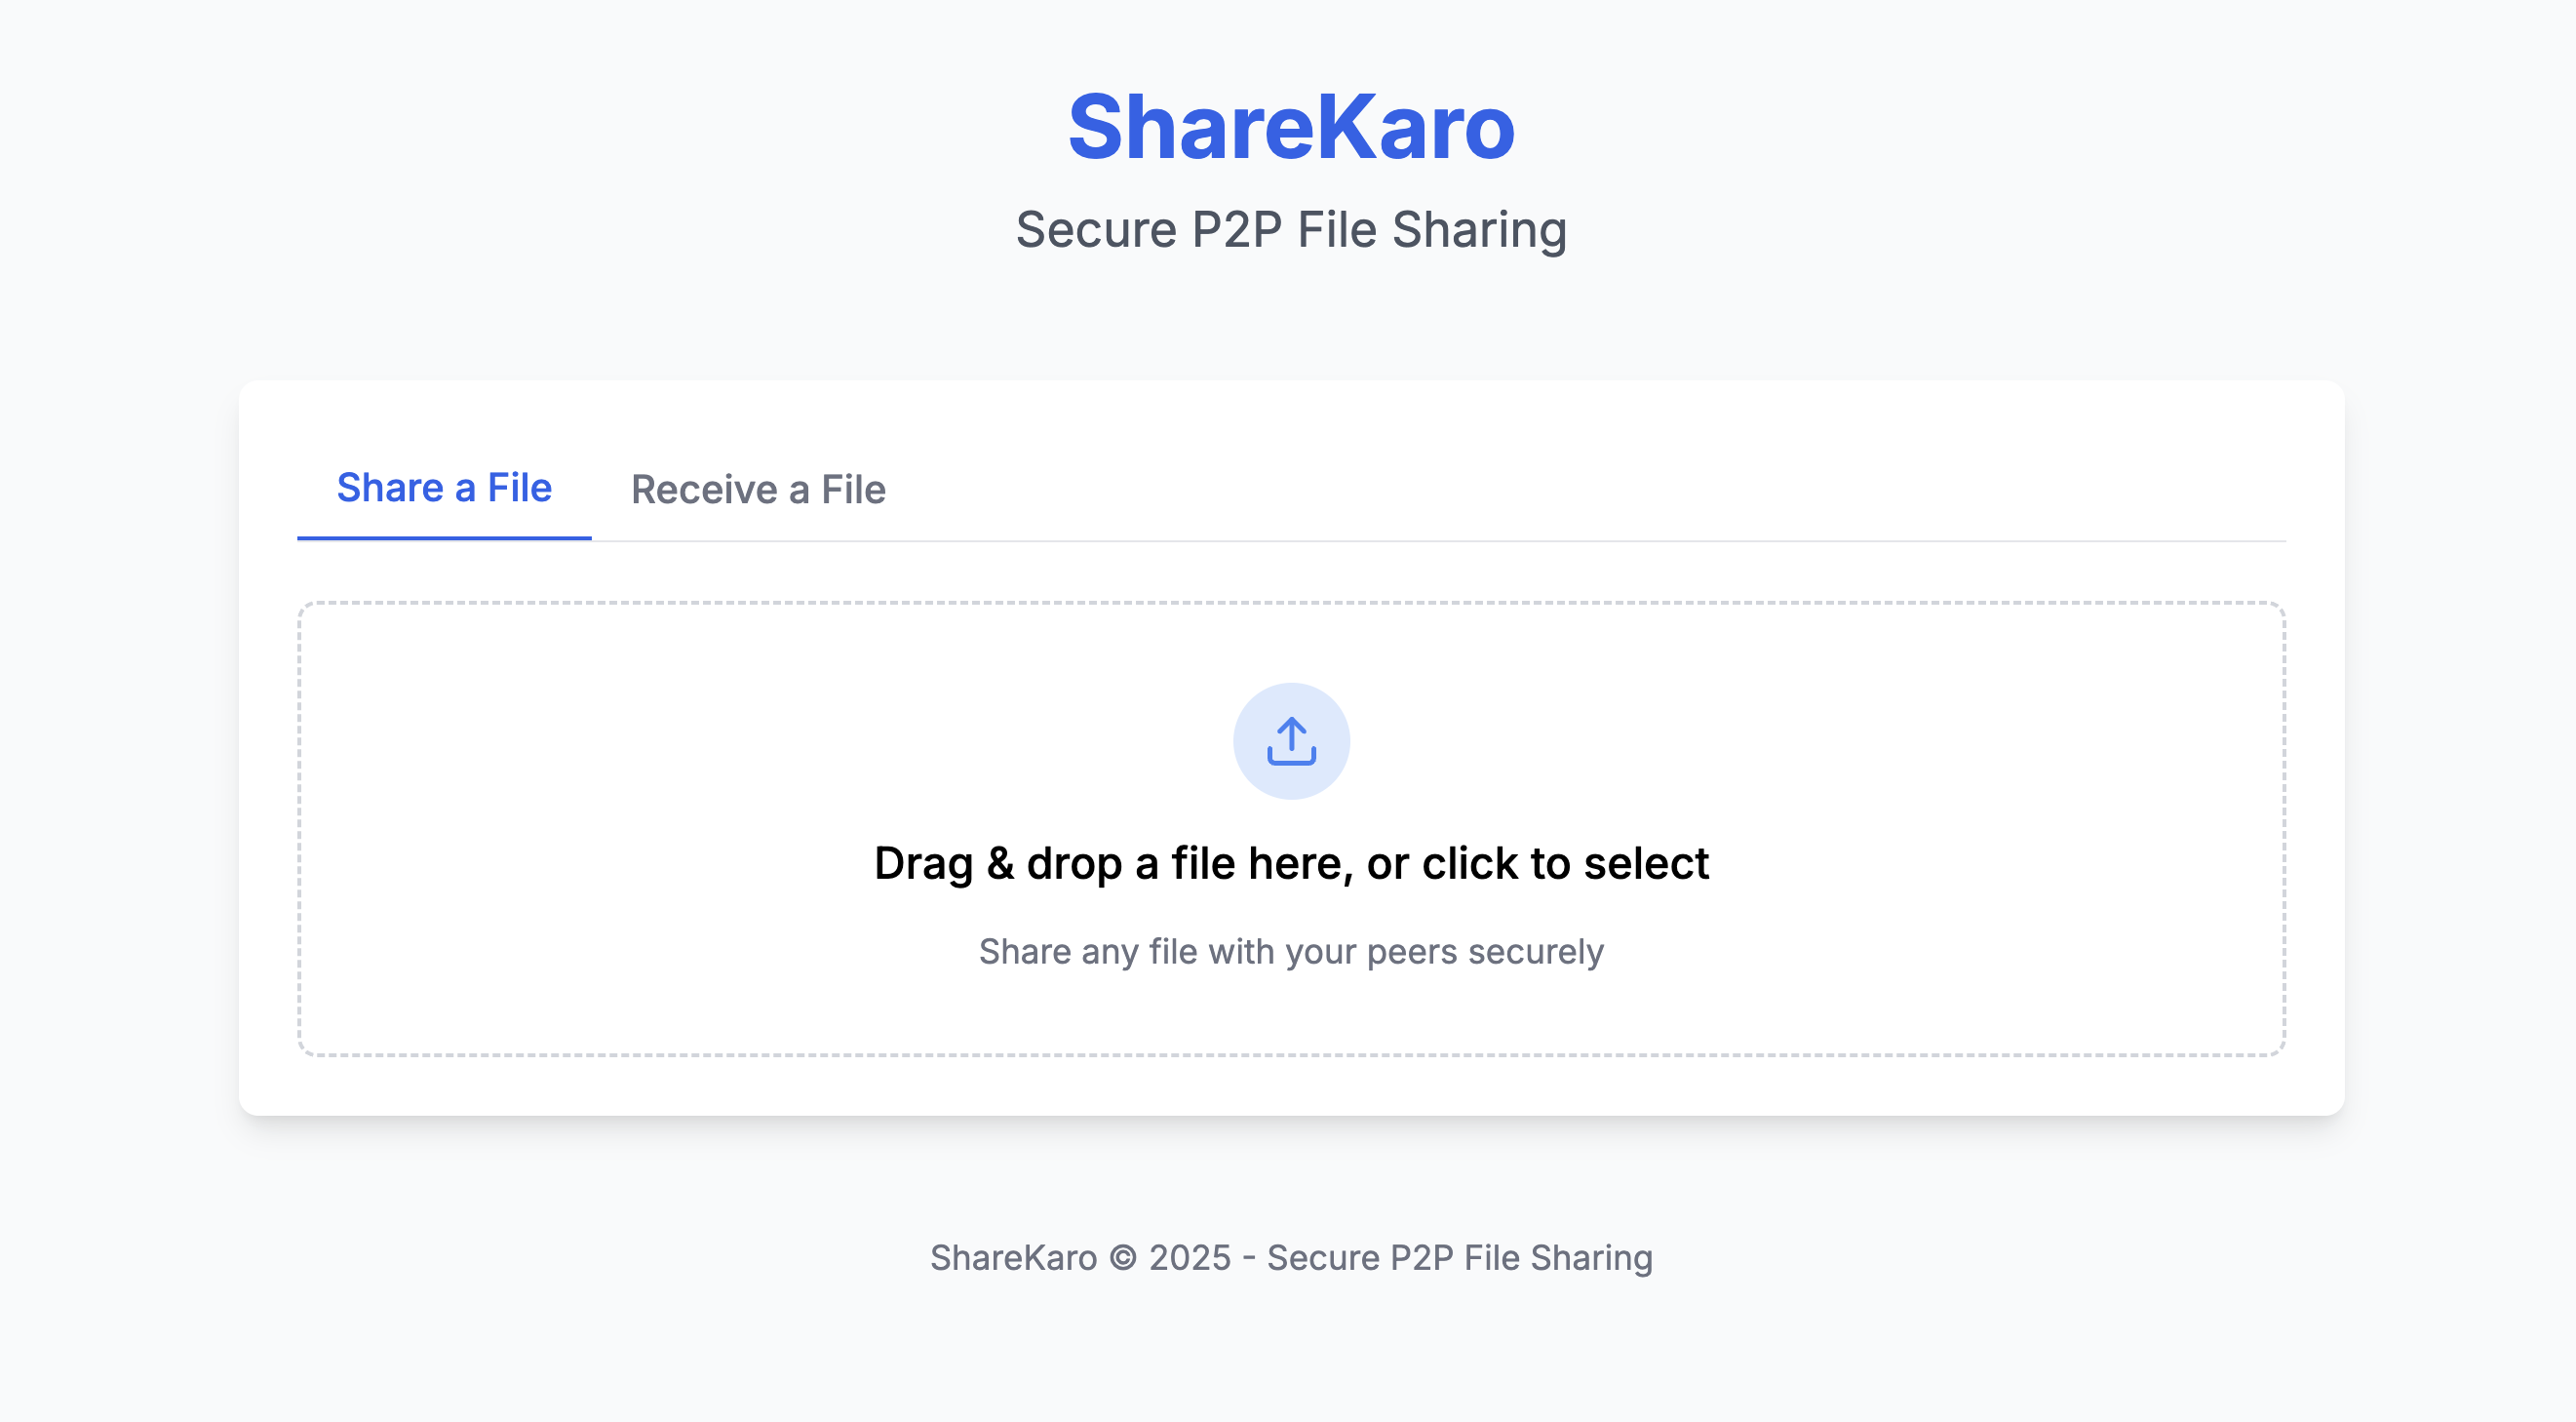 ShareKaro
Secure P2P File Sharing
Share a File
Receive a File
Drag & drop a file here, or click to select
Share any file with your peers securely
ShareKaro © 2025 - Secure P2P File Sharing